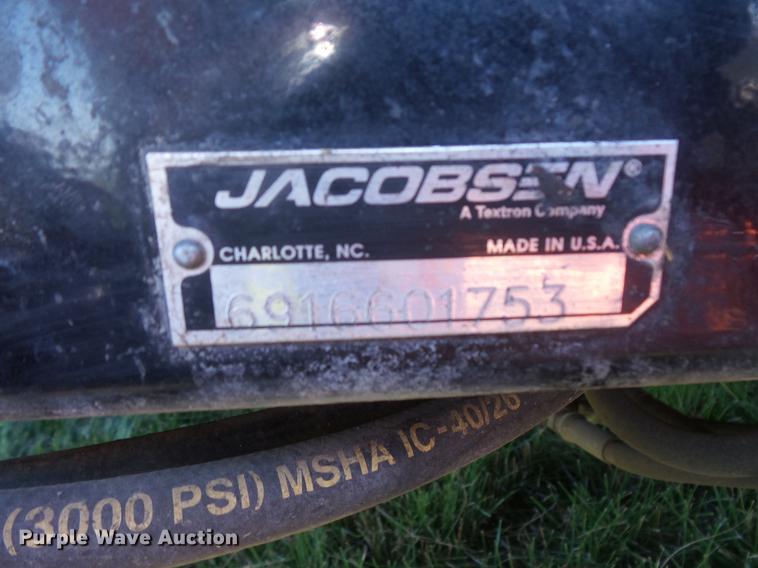 JACOBSEN®
A Textron Company
CHARLOTTE, NC. MADE IN U.S.A.
6916601753
(3000 PSI) MSHA IC-40/26
Purple Wave Auction